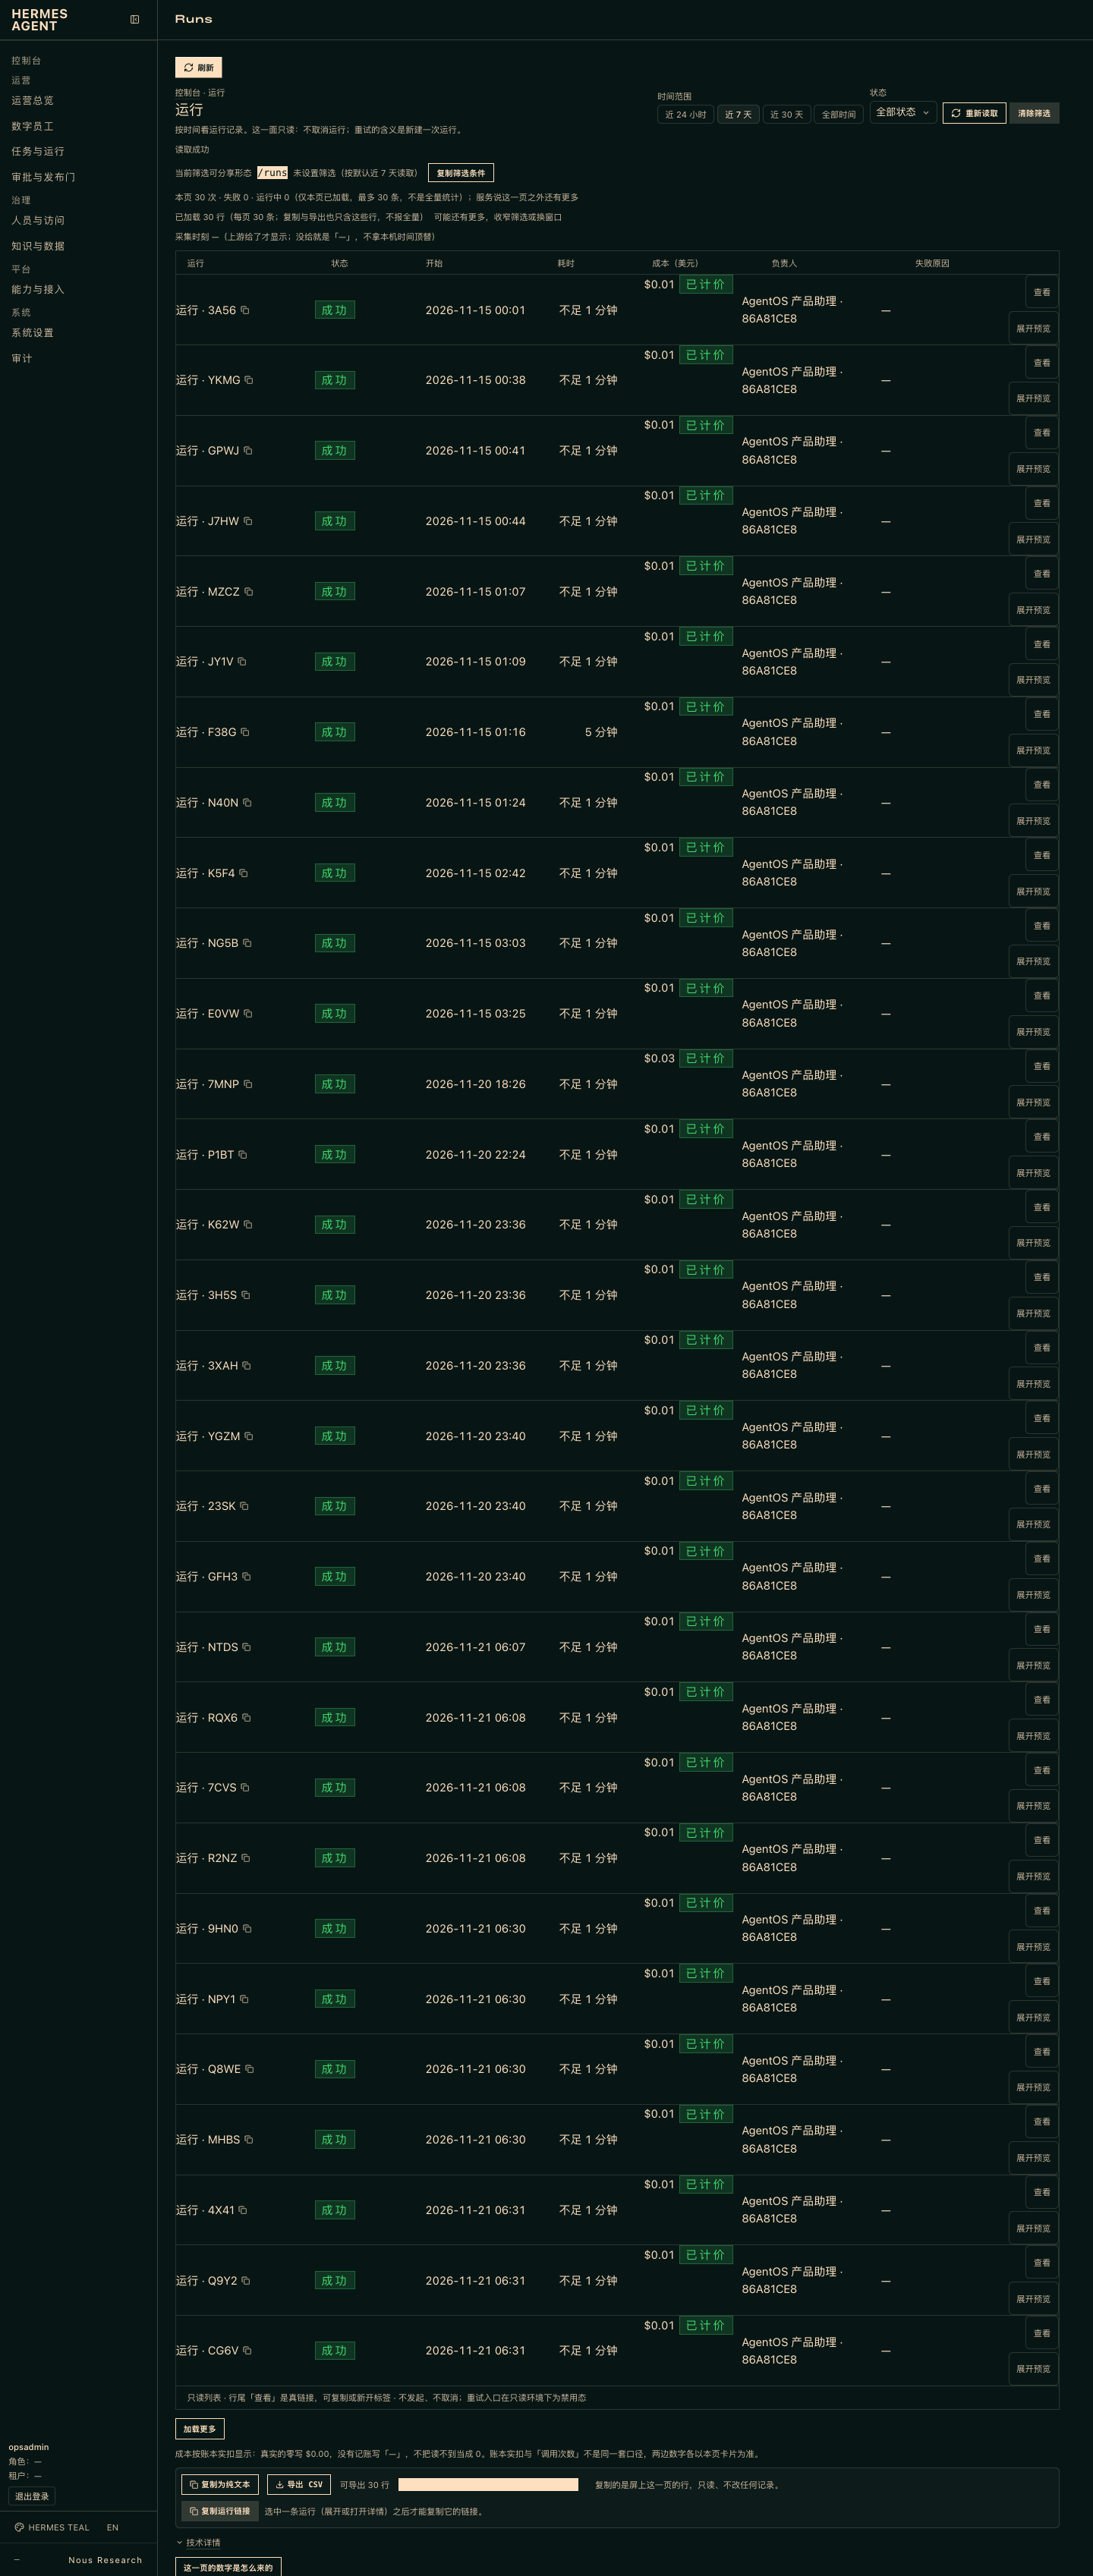 HERMES
AGENT
控制台
运营
运营总览
数字员工
任务与运行
审批与发布门
治理
人员与访问
知识与数据
平台
能力与接入
系统
系统设置
审计
opsadmin
角色: —
租户: —
退出登录
HERMES TEAL EN
— Nous Research
Runs
刷新
控制台 · 运行
运行
按时间看运行记录。这一面只读：不取消运行；重试的含义是新建一次运行。
时间范围
近 24 小时 近 7 天 近 30 天 全部时间
状态
全部状态
重新读取 清除筛选
读取成功
当前筛选可分享形态 /runs 未设置筛选（按默认近 7 天读取） 复制筛选条件
本页 30 次 · 失败 0 · 运行中 0（仅本页已加载，最多 30 条，不是全量统计）；服务说这一页之外还有更多
已加载 30 行（每页 30 条；复制与导出也只含这些行，不报全量） 可能还有更多，收窄筛选或换窗口
采集时刻 —（上游给了才显示；没给就是「—」，不拿本机时间顶替）
运行 状态 开始 耗时 成本（美元） 负责人 失败原因
运行 · 3A56 成功 2026-11-15 00:01 不足 1 分钟 $0.01 已计价 AgentOS 产品助理 · 86A81CE8 — 查看 展开预览
运行 · YKMG 成功 2026-11-15 00:38 不足 1 分钟 $0.01 已计价 AgentOS 产品助理 · 86A81CE8 — 查看 展开预览
运行 · GPWJ 成功 2026-11-15 00:41 不足 1 分钟 $0.01 已计价 AgentOS 产品助理 · 86A81CE8 — 查看 展开预览
运行 · J7HW 成功 2026-11-15 00:44 不足 1 分钟 $0.01 已计价 AgentOS 产品助理 · 86A81CE8 — 查看 展开预览
运行 · MZCZ 成功 2026-11-15 01:07 不足 1 分钟 $0.01 已计价 AgentOS 产品助理 · 86A81CE8 — 查看 展开预览
运行 · JY1V 成功 2026-11-15 01:09 不足 1 分钟 $0.01 已计价 AgentOS 产品助理 · 86A81CE8 — 查看 展开预览
运行 · F38G 成功 2026-11-15 01:16 5 分钟 $0.01 已计价 AgentOS 产品助理 · 86A81CE8 — 查看 展开预览
运行 · N40N 成功 2026-11-15 01:24 不足 1 分钟 $0.01 已计价 AgentOS 产品助理 · 86A81CE8 — 查看 展开预览
运行 · K5F4 成功 2026-11-15 02:42 不足 1 分钟 $0.01 已计价 AgentOS 产品助理 · 86A81CE8 — 查看 展开预览
运行 · NG5B 成功 2026-11-15 03:03 不足 1 分钟 $0.01 已计价 AgentOS 产品助理 · 86A81CE8 — 查看 展开预览
运行 · E0VW 成功 2026-11-15 03:25 不足 1 分钟 $0.01 已计价 AgentOS 产品助理 · 86A81CE8 — 查看 展开预览
运行 · 7MNP 成功 2026-11-20 18:26 不足 1 分钟 $0.03 已计价 AgentOS 产品助理 · 86A81CE8 — 查看 展开预览
运行 · P1BT 成功 2026-11-20 22:24 不足 1 分钟 $0.01 已计价 AgentOS 产品助理 · 86A81CE8 — 查看 展开预览
运行 · K62W 成功 2026-11-20 23:36 不足 1 分钟 $0.01 已计价 AgentOS 产品助理 · 86A81CE8 — 查看 展开预览
运行 · 3H5S 成功 2026-11-20 23:36 不足 1 分钟 $0.01 已计价 AgentOS 产品助理 · 86A81CE8 — 查看 展开预览
运行 · 3XAH 成功 2026-11-20 23:36 不足 1 分钟 $0.01 已计价 AgentOS 产品助理 · 86A81CE8 — 查看 展开预览
运行 · YGZM 成功 2026-11-20 23:40 不足 1 分钟 $0.01 已计价 AgentOS 产品助理 · 86A81CE8 — 查看 展开预览
运行 · 23SK 成功 2026-11-20 23:40 不足 1 分钟 $0.01 已计价 AgentOS 产品助理 · 86A81CE8 — 查看 展开预览
运行 · GFH3 成功 2026-11-20 23:40 不足 1 分钟 $0.01 已计价 AgentOS 产品助理 · 86A81CE8 — 查看 展开预览
运行 · NTDS 成功 2026-11-21 06:07 不足 1 分钟 $0.01 已计价 AgentOS 产品助理 · 86A81CE8 — 查看 展开预览
运行 · RQX6 成功 2026-11-21 06:08 不足 1 分钟 $0.01 已计价 AgentOS 产品助理 · 86A81CE8 — 查看 展开预览
运行 · 7CVS 成功 2026-11-21 06:08 不足 1 分钟 $0.01 已计价 AgentOS 产品助理 · 86A81CE8 — 查看 展开预览
运行 · R2NZ 成功 2026-11-21 06:08 不足 1 分钟 $0.01 已计价 AgentOS 产品助理 · 86A81CE8 — 查看 展开预览
运行 · 9HN0 成功 2026-11-21 06:30 不足 1 分钟 $0.01 已计价 AgentOS 产品助理 · 86A81CE8 — 查看 展开预览
运行 · NPY1 成功 2026-11-21 06:30 不足 1 分钟 $0.01 已计价 AgentOS 产品助理 · 86A81CE8 — 查看 展开预览
运行 · Q8WE 成功 2026-11-21 06:30 不足 1 分钟 $0.01 已计价 AgentOS 产品助理 · 86A81CE8 — 查看 展开预览
运行 · MHBS 成功 2026-11-21 06:30 不足 1 分钟 $0.01 已计价 AgentOS 产品助理 · 86A81CE8 — 查看 展开预览
运行 · 4X41 成功 2026-11-21 06:31 不足 1 分钟 $0.01 已计价 AgentOS 产品助理 · 86A81CE8 — 查看 展开预览
运行 · Q9Y2 成功 2026-11-21 06:31 不足 1 分钟 $0.01 已计价 AgentOS 产品助理 · 86A81CE8 — 查看 展开预览
运行 · CG6V 成功 2026-11-21 06:31 不足 1 分钟 $0.01 已计价 AgentOS 产品助理 · 86A81CE8 — 查看 展开预览
只读列表 · 行尾「查看」是真链接，可复制或新开标签 · 不发起、不取消；重试入口在只读环境下为禁用态
加载更多
成本按账本实扣显示：真实的零写 $0.00，没有记账写「—」，不把读不到当成 0。账本实扣与「调用次数」不是同一套口径，两边数字各以本页卡片为准。
复制为纯文本 导出 CSV 可导出 30 行 复制的是屏上这一页的行，只读、不改任何记录。
复制运行链接 选中一条运行（展开或打开详情）之后才能复制它的链接。
技术详情
这一页的数字是怎么来的